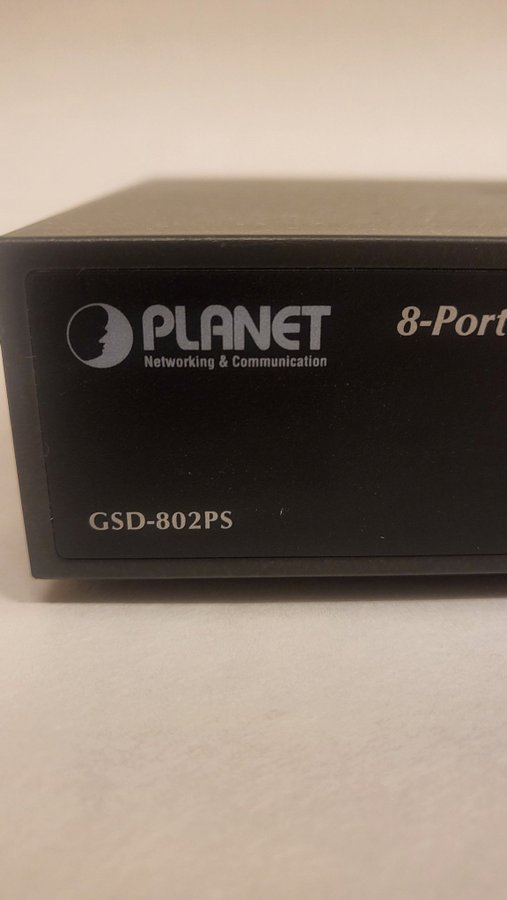 PLANET
Networking & Communication
8-Port
GSD-802PS